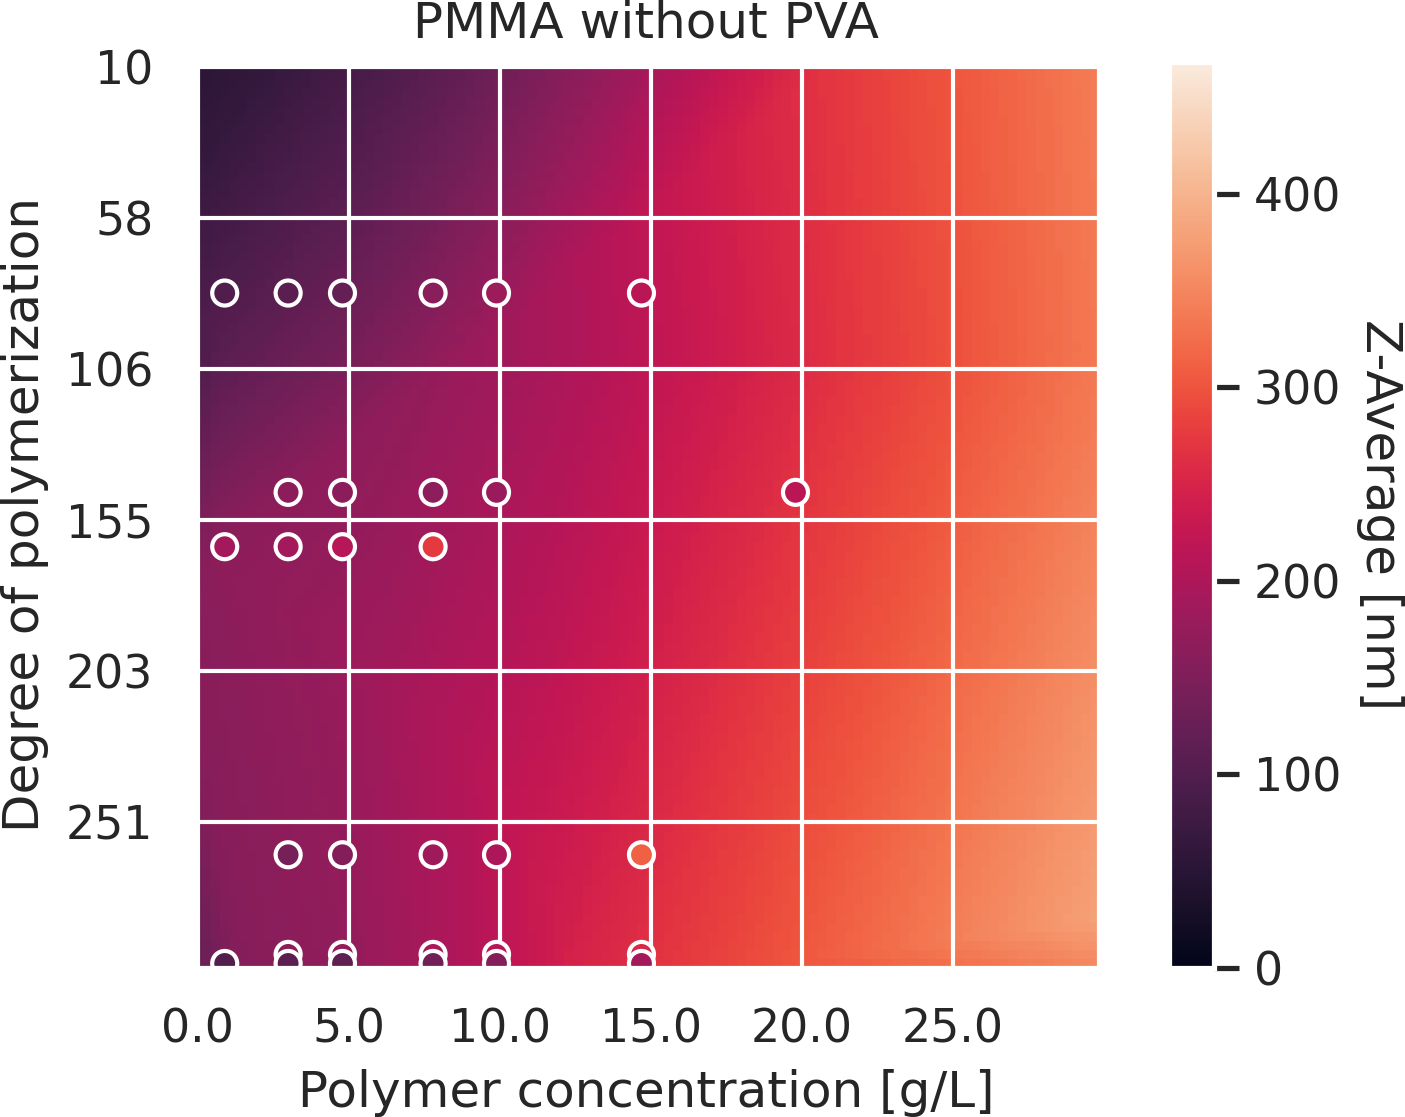 PMMA without PVA
10
58
106
155
203
251
Degree of polymerization
0.0 5.0 10.0 15.0 20.0 25.0
Polymer concentration [g/L]
400
300
200
100
0
Z-Average [nm]